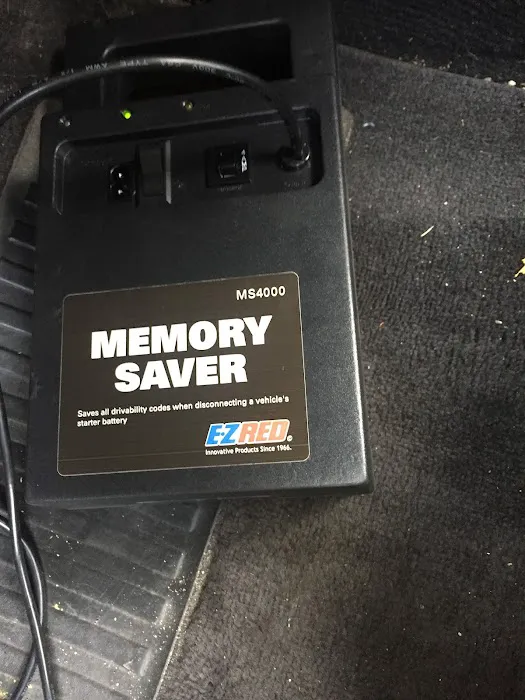 MS4000
MEMORY
SAVER
Saves all drivability codes when disconnecting a vehicle's
starter battery
E-Z RED®
Innovative Products Since 1966.